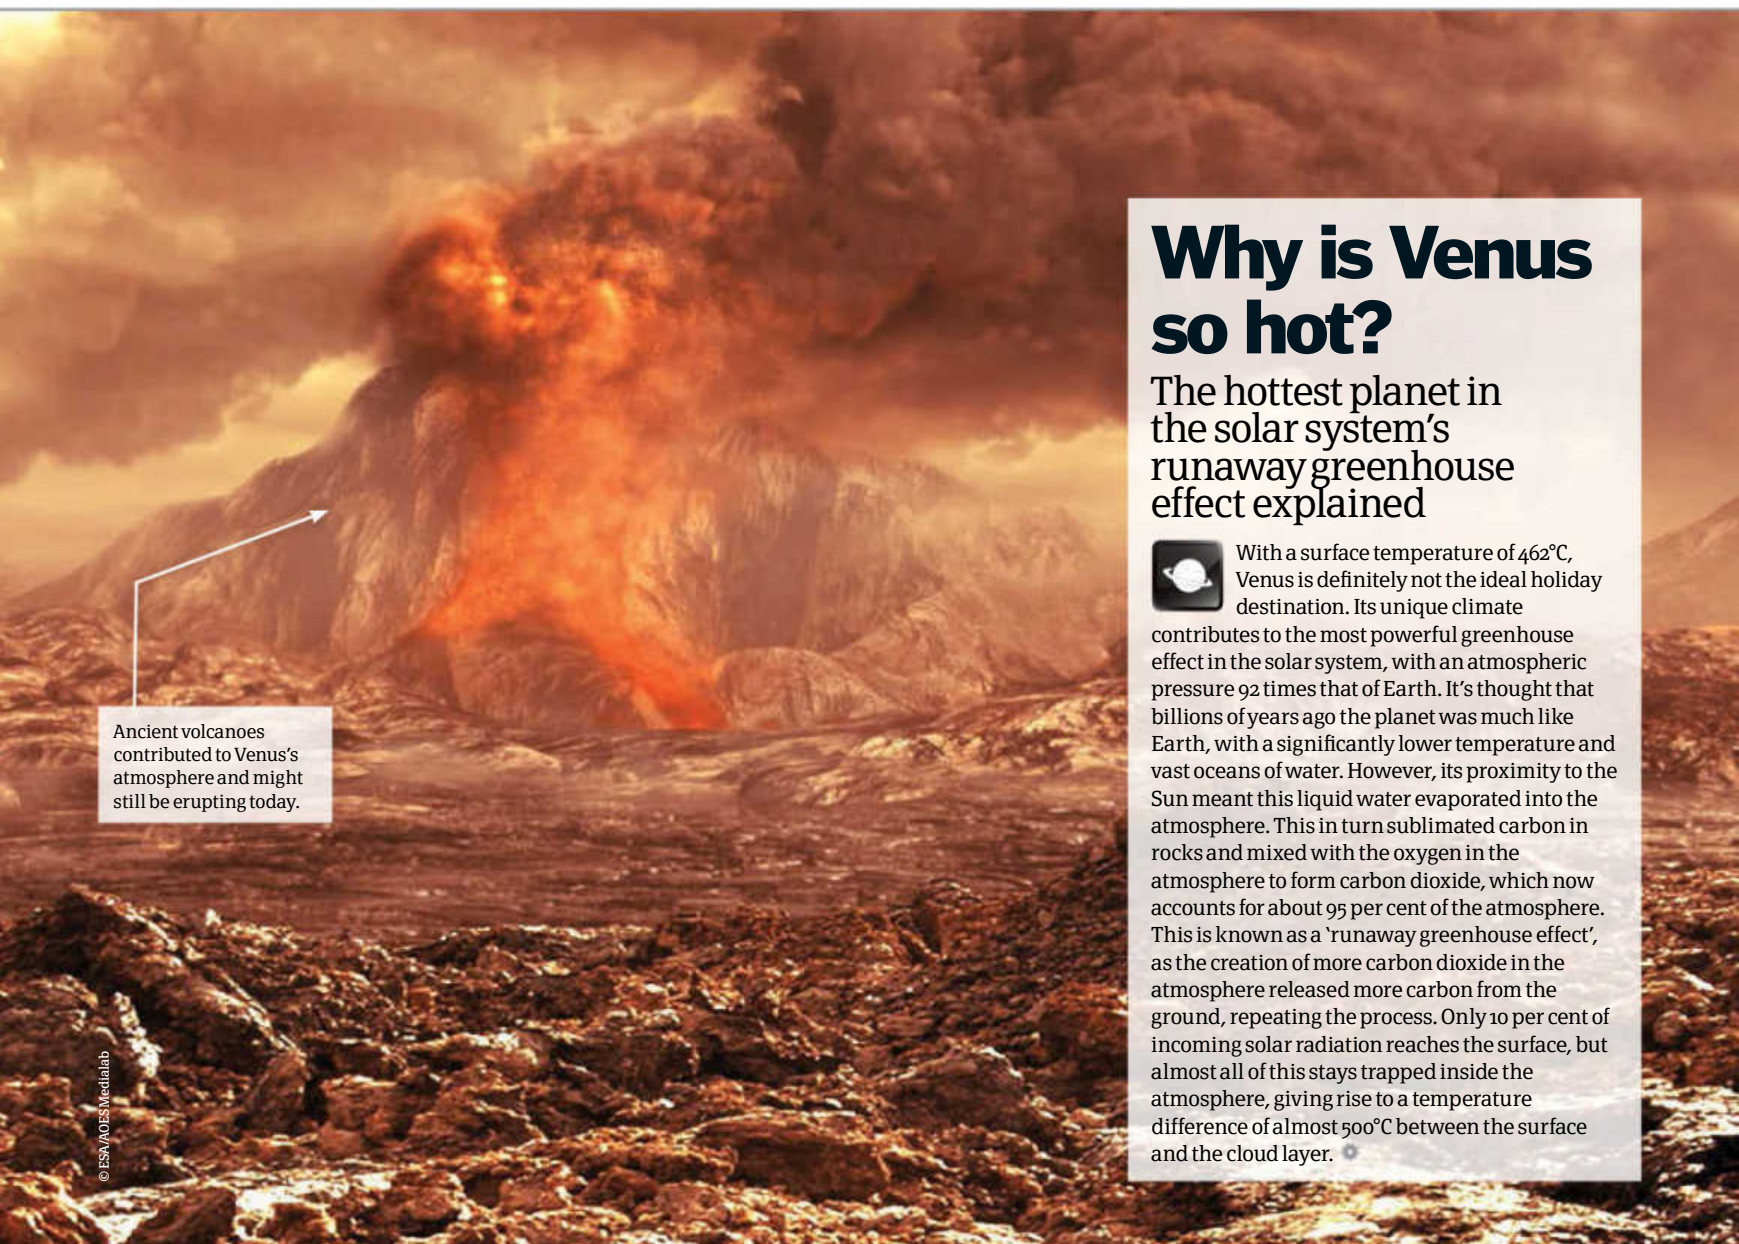 Why is Venus
so hot?
The hottest planet in
the solar system’s
runaway greenhouse
effect explained
With a surface temperature of 462°C,
Venus is definitely not the ideal holiday
destination. Its unique climate
contributes to the most powerful greenhouse
effect in the solar system, with an atmospheric
pressure 92 times that of Earth. It’s thought that
billions of years ago the planet was much like
Earth, with a significantly lower temperature and
vast oceans of water. However, its proximity to the
Sun meant this liquid water evaporated into the
atmosphere. This in turn sublimated carbon in
rocks and mixed with the oxygen in the
atmosphere to form carbon dioxide, which now
accounts for about 95 per cent of the atmosphere.
This is known as a ‘runaway greenhouse effect’,
as the creation of more carbon dioxide in the
atmosphere released more carbon from the
ground, repeating the process. Only 10 per cent of
incoming solar radiation reaches the surface, but
almost all of this stays trapped inside the
atmosphere, giving rise to a temperature
difference of almost 500°C between the surface
and the cloud layer.
Ancient volcanoes
contributed to Venus’s
atmosphere and might
still be erupting today.
© ESA/AOES Medialab